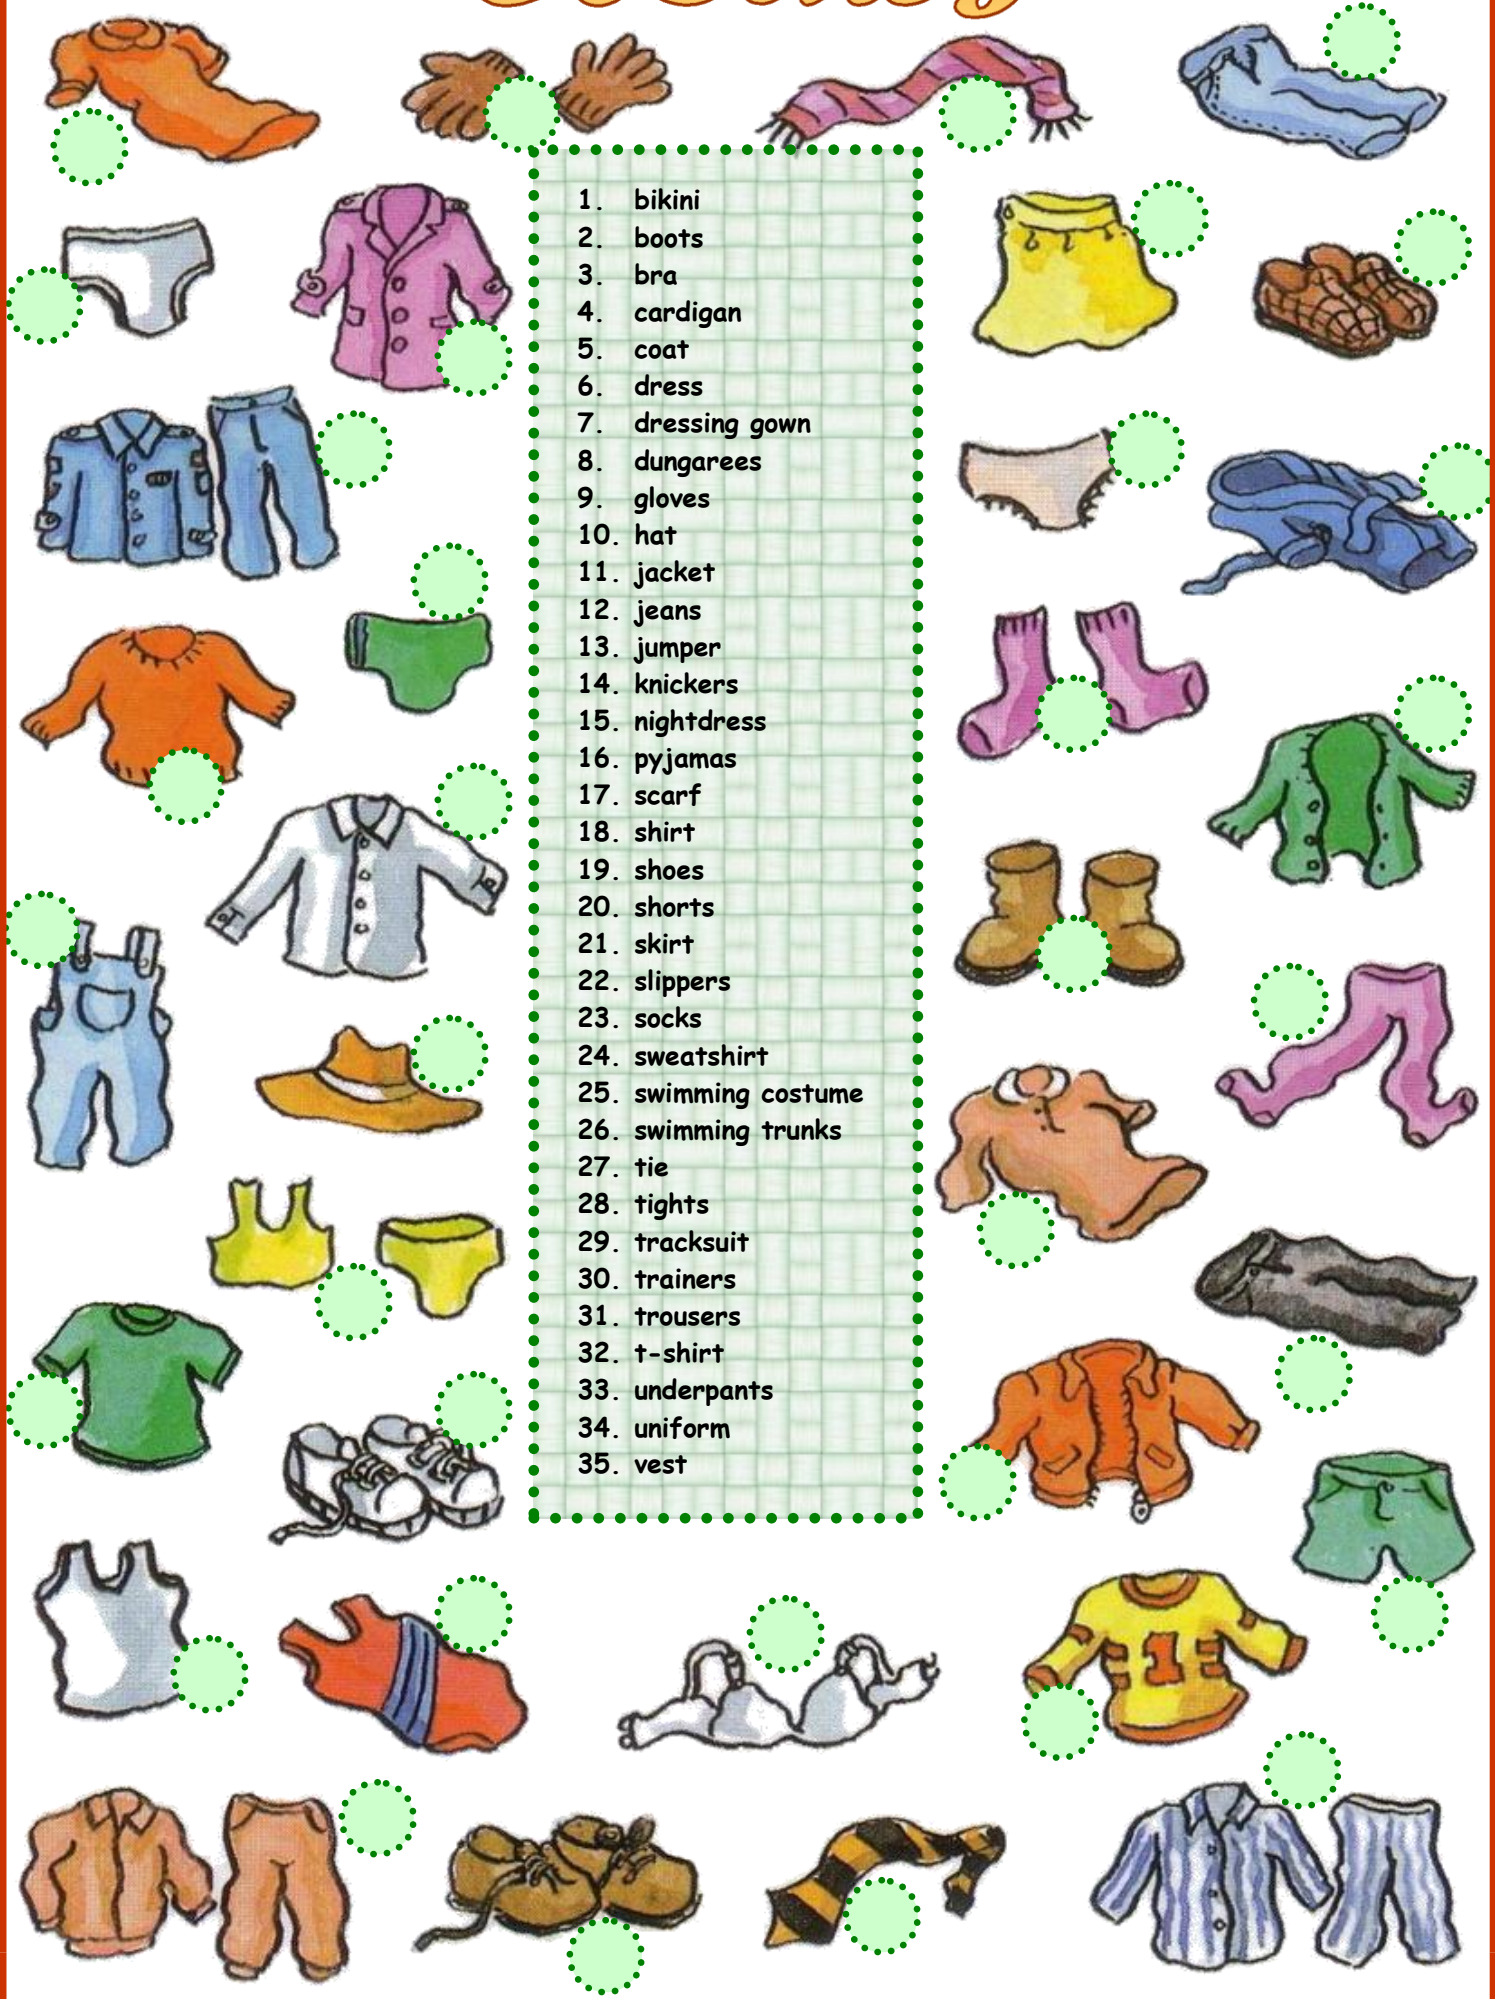 1. bikini
2. boots
3. bra
4. cardigan
5. coat
6. dress
7. dressing gown
8. dungarees
9. gloves
10. hat
11. jacket
12. jeans
13. jumper
14. knickers
15. nightdress
16. pyjamas
17. scarf
18. shirt
19. shoes
20. shorts
21. skirt
22. slippers
23. socks
24. sweatshirt
25. swimming costume
26. swimming trunks
27. tie
28. tights
29. tracksuit
30. trainers
31. trousers
32. t-shirt
33. underpants
34. uniform
35. vest
1